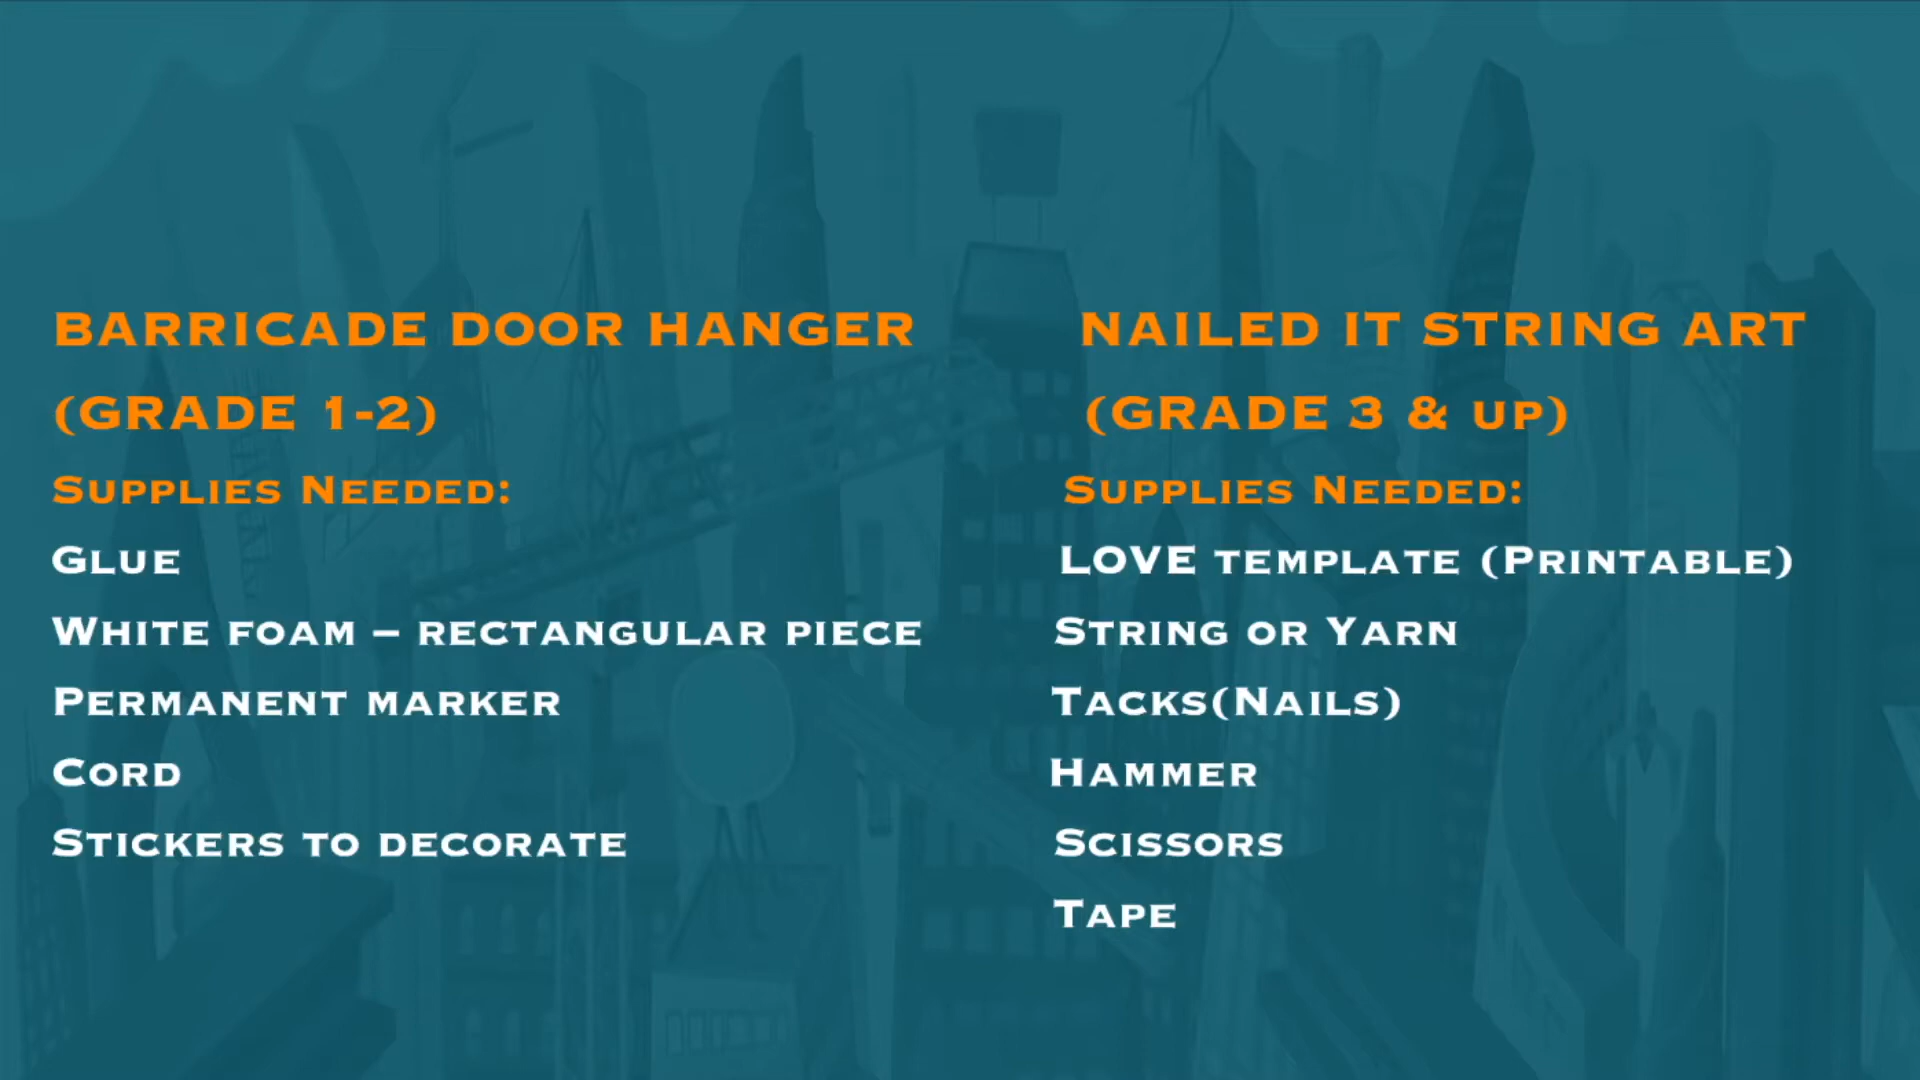 BARRICADE DOOR HANGER
(GRADE 1-2)
SUPPLIES NEEDED:
GLUE
WHITE FOAM – RECTANGULAR PIECE
PERMANENT MARKER
CORD
STICKERS TO DECORATE
NAILED IT STRING ART
(GRADE 3 & UP)
SUPPLIES NEEDED:
LOVE TEMPLATE (PRINTABLE)
STRING OR YARN
TACKS(NAILS)
HAMMER
SCISSORS
TAPE